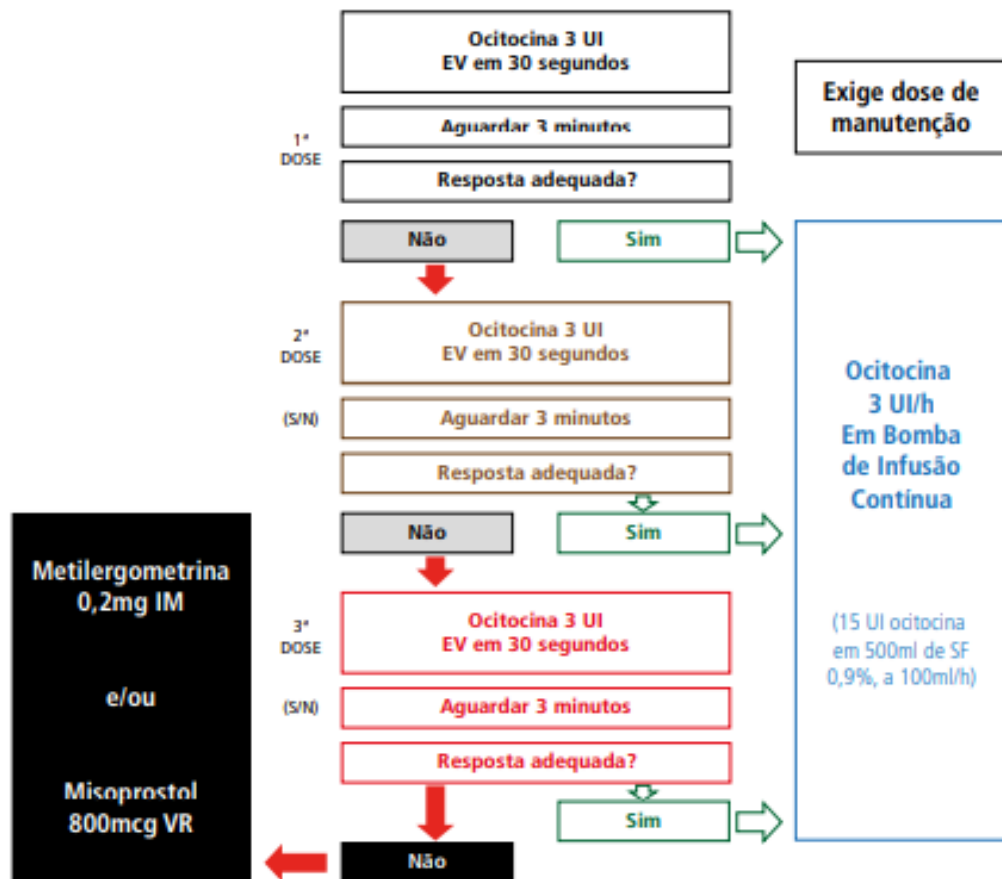 Ocitocina 3 UI
EV em 30 segundos
Exige dose de
manutenção
1ª
DOSE
Aguardar 3 minutos
Resposta adequada?
Não
Sim
2ª
DOSE
Ocitocina 3 UI
EV em 30 segundos
(S/N)
Aguardar 3 minutos
Resposta adequada?
Não
Sim
3ª
DOSE
Ocitocina 3 UI
EV em 30 segundos
(S/N)
Aguardar 3 minutos
Resposta adequada?
Sim
Não
Ocitocina
3 UI/h
Em Bomba
de Infusão
Contínua
(15 UI ocitocina
em 500ml de SF
0,9%, a 100ml/h)
Metilergometrina
0,2mg IM
e/ou
Misoprostol
800mcg VR